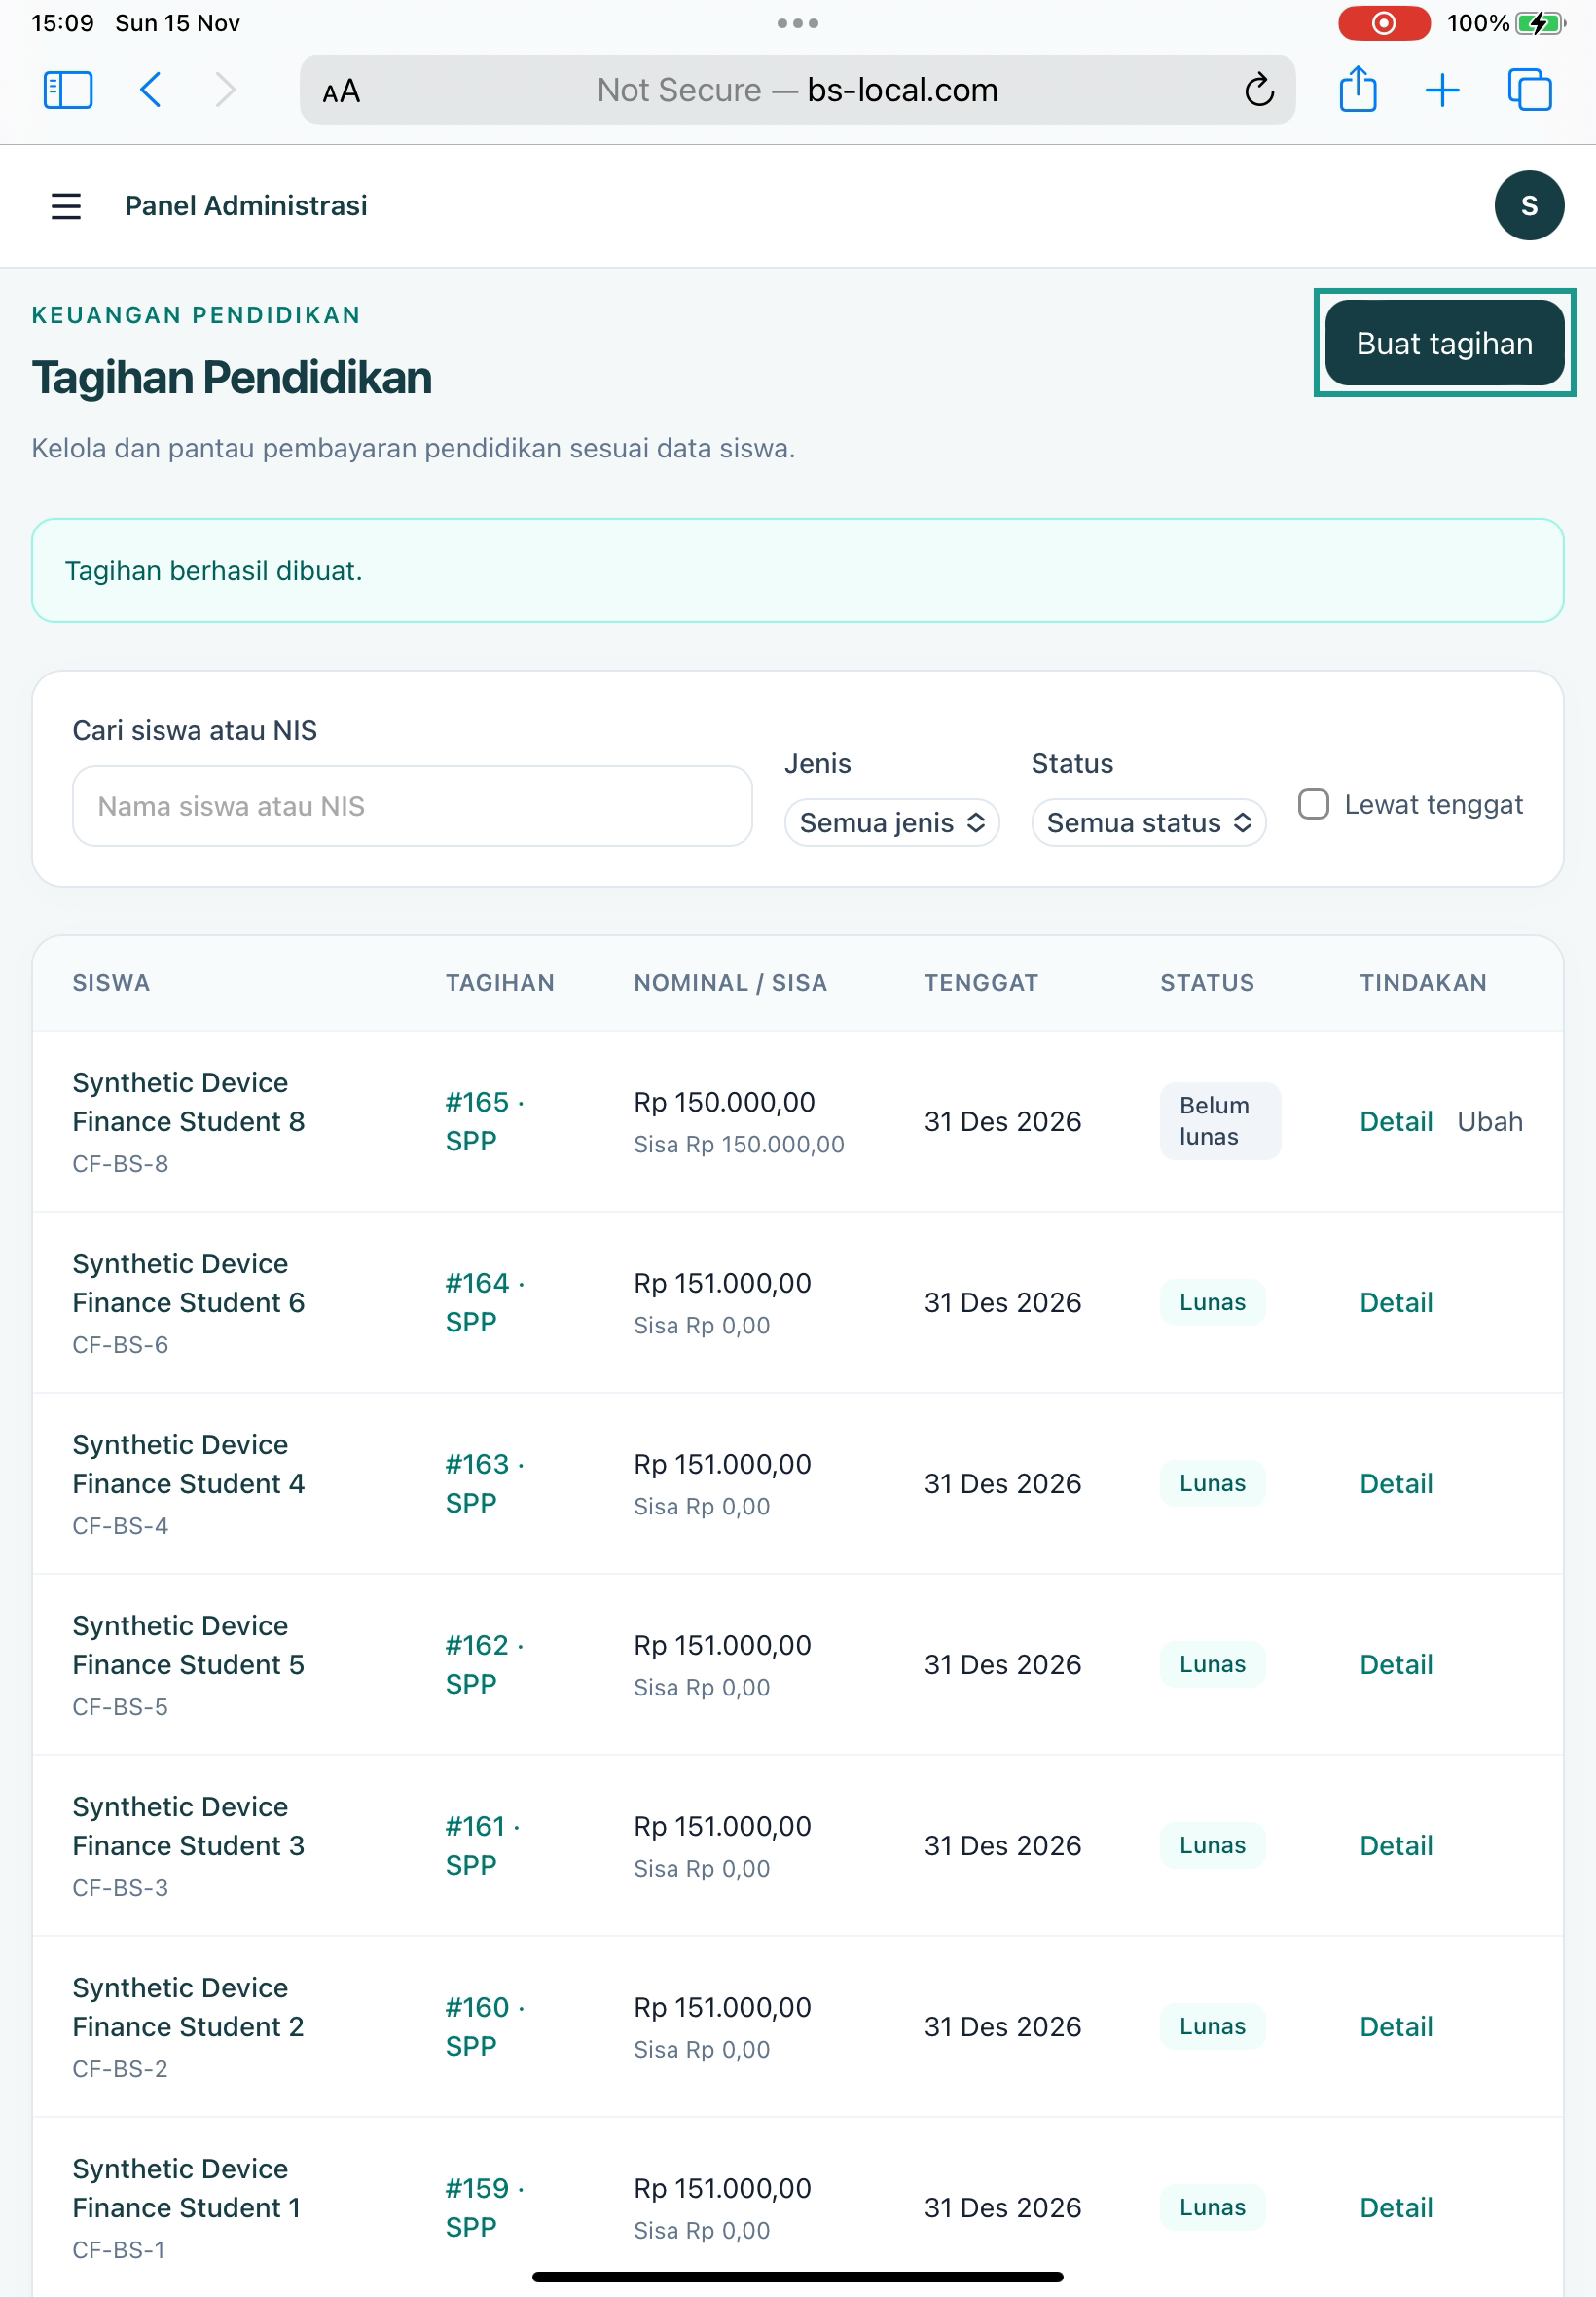 15:09 Sun 15 Nov
100%
AA
Not Secure — bs-local.com
Panel Administrasi
S
KEUANGAN PENDIDIKAN
Buat tagihan
Tagihan Pendidikan
Kelola dan pantau pembayaran pendidikan sesuai data siswa.
Tagihan berhasil dibuat.
Cari siswa atau NIS
Nama siswa atau NIS
Jenis
Semua jenis
Status
Semua status
Lewat tenggat
SISWA TAGIHAN NOMINAL / SISA TENGGAT STATUS TINDAKAN
Synthetic Device
Finance Student 8
CF-BS-8
#165 ·
SPP
Rp 150.000,00
Sisa Rp 150.000,00
31 Des 2026
Belum
lunas
Detail Ubah
Synthetic Device
Finance Student 6
CF-BS-6
#164 ·
SPP
Rp 151.000,00
Sisa Rp 0,00
31 Des 2026
Lunas
Detail
Synthetic Device
Finance Student 4
CF-BS-4
#163 ·
SPP
Rp 151.000,00
Sisa Rp 0,00
31 Des 2026
Lunas
Detail
Synthetic Device
Finance Student 5
CF-BS-5
#162 ·
SPP
Rp 151.000,00
Sisa Rp 0,00
31 Des 2026
Lunas
Detail
Synthetic Device
Finance Student 3
CF-BS-3
#161 ·
SPP
Rp 151.000,00
Sisa Rp 0,00
31 Des 2026
Lunas
Detail
Synthetic Device
Finance Student 2
CF-BS-2
#160 ·
SPP
Rp 151.000,00
Sisa Rp 0,00
31 Des 2026
Lunas
Detail
Synthetic Device
Finance Student 1
CF-BS-1
#159 ·
SPP
Rp 151.000,00
Sisa Rp 0,00
31 Des 2026
Lunas
Detail